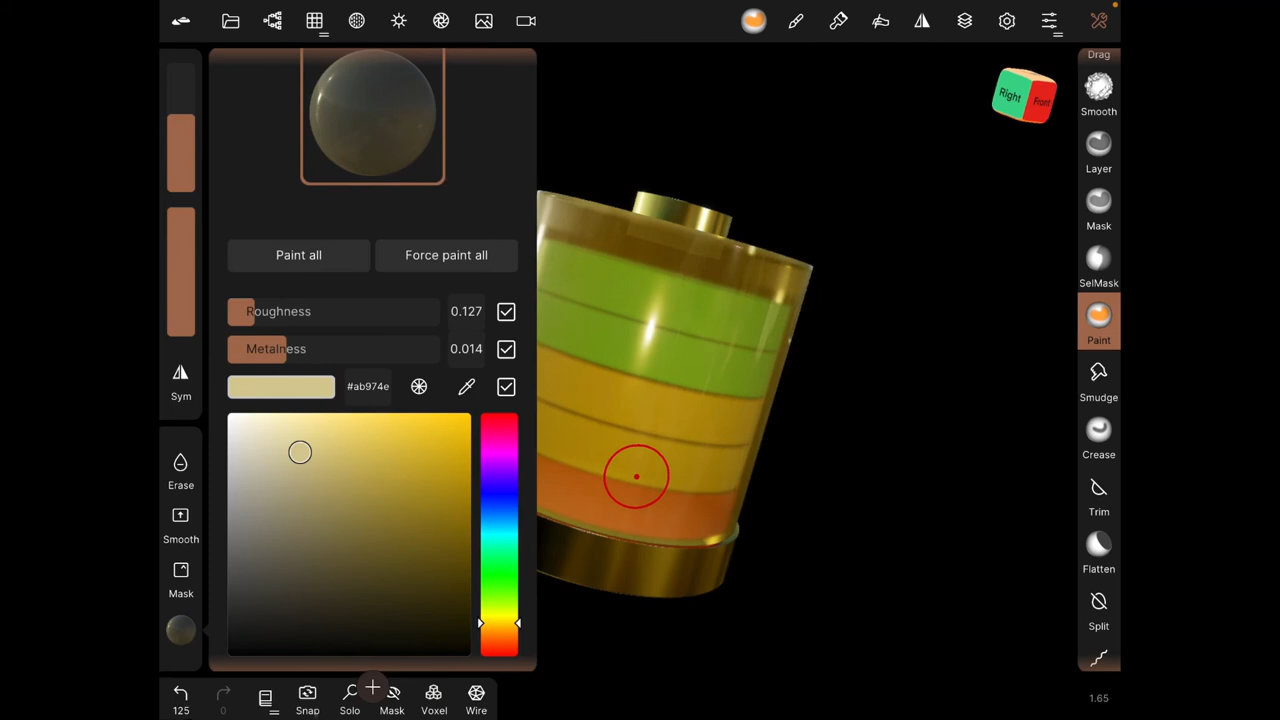 Right
Front
Drag
Smooth
Layer
Mask
SelMask
Paint
Smudge
Crease
Trim
Flatten
Split
Sym
Erase
Smooth
Mask
Paint all
Force paint all
Roughness
0.127
Metalness
0.014
#ab974e
125
0
Snap
Solo
Mask
Voxel
Wire
1.65